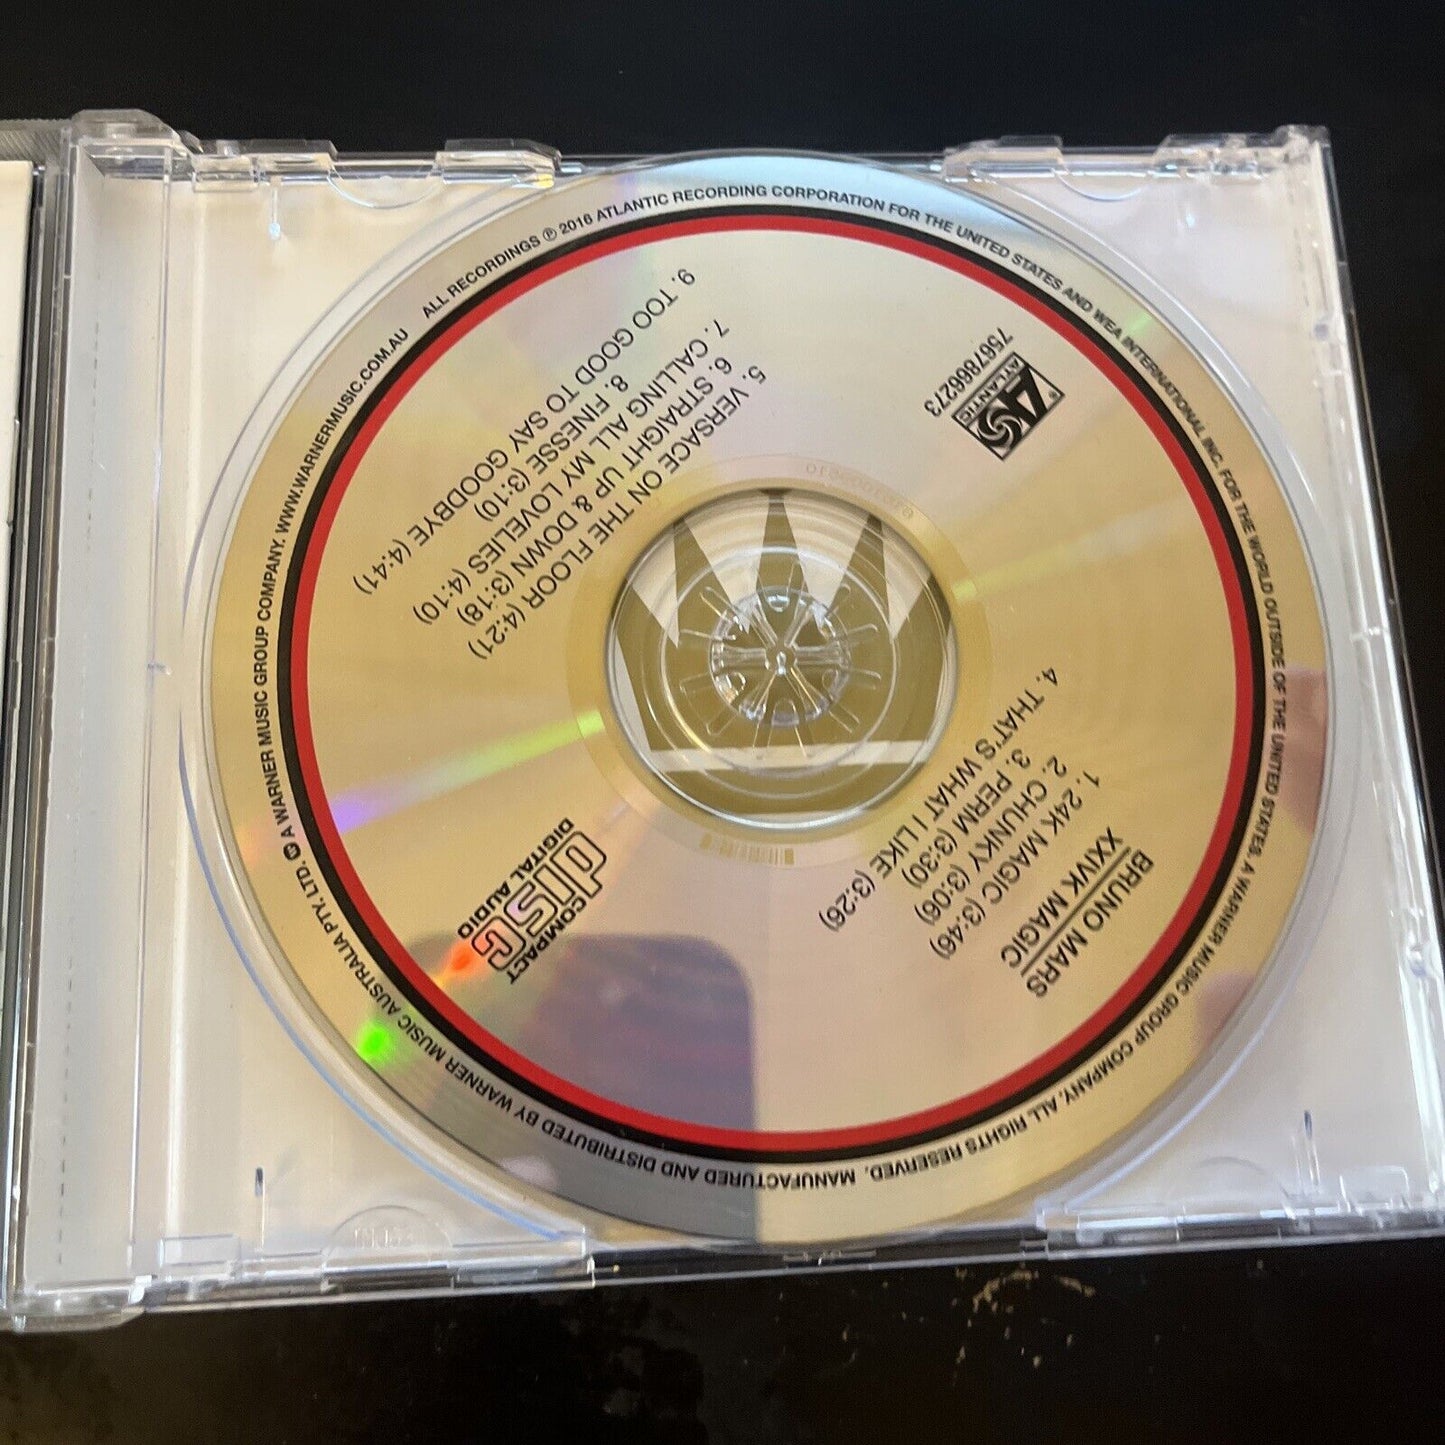 BRUNO MARS
XXIVK MAGIC
1. 24K MAGIC (3:46)
2. CHUNKY (3:06)
3. PERM (3:30)
4. THAT'S WHAT I LIKE (3:26)
5. VERSACE ON THE FLOOR (4:21)
6. STRAIGHT UP & DOWN (3:18)
7. CALLING ALL MY LOVELIES (4:10)
8. FINESSE (3:10)
9. TOO GOOD TO SAY GOODBYE (4:41)
ATLANTIC
®
7567866273
COMPACT
disc
DIGITAL AUDIO
ALL RECORDINGS ℗ 2016 ATLANTIC RECORDING CORPORATION FOR THE UNITED STATES AND WEA INTERNATIONAL INC. FOR THE WORLD OUTSIDE OF THE UNITED STATES. A WARNER MUSIC GROUP COMPANY. ALL RIGHTS RESERVED. MANUFACTURED AND DISTRIBUTED BY WARNER MUSIC AUSTRALIA PTY. LTD. A WARNER MUSIC GROUP COMPANY. WWW.WARNERMUSIC.COM.AU